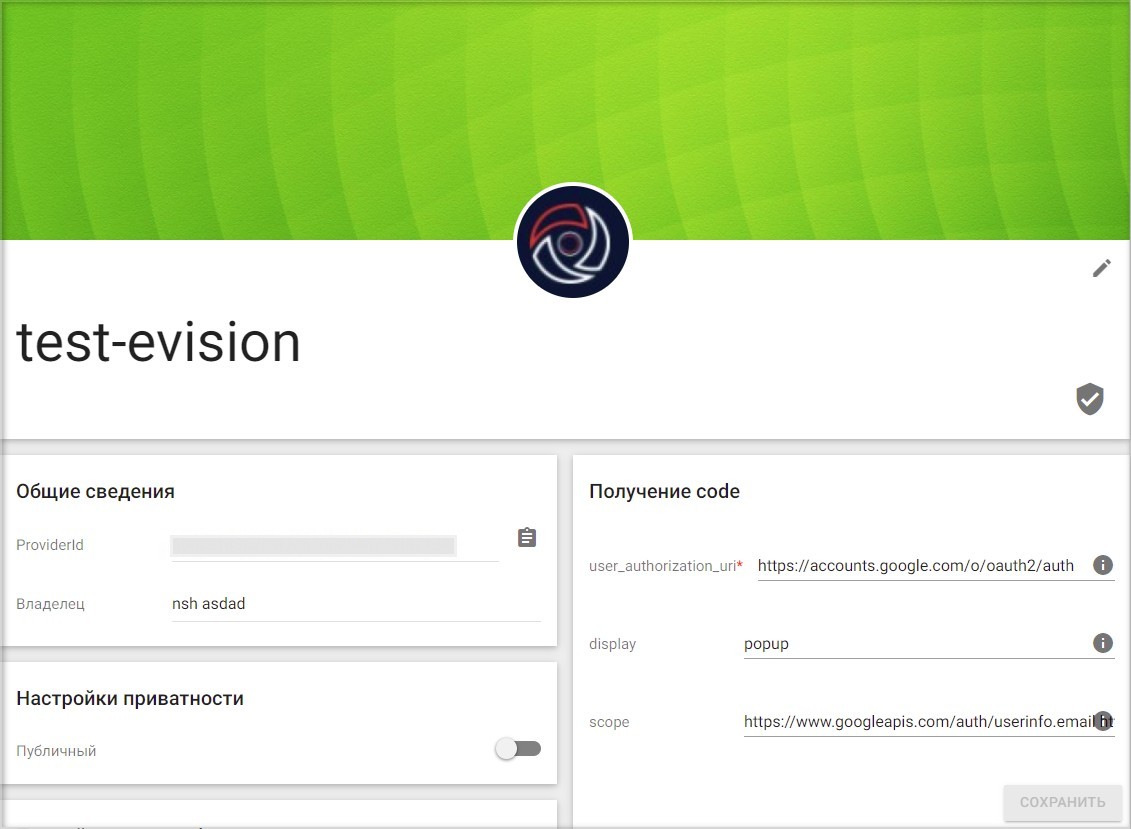 test-evision
Общие сведения
ProviderId
Владелец nsh asdad
Настройки приватности
Публичный
Получение code
user_authorization_uri* https://accounts.google.com/o/oauth2/auth
display popup
scope https://www.googleapis.com/auth/userinfo.email ht
СОХРАНИТЬ